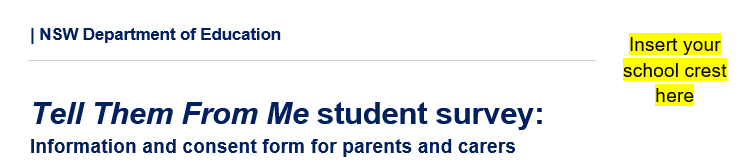 | NSW Department of Education
Insert your
school crest
here
Tell Them From Me student survey:
Information and consent form for parents and carers